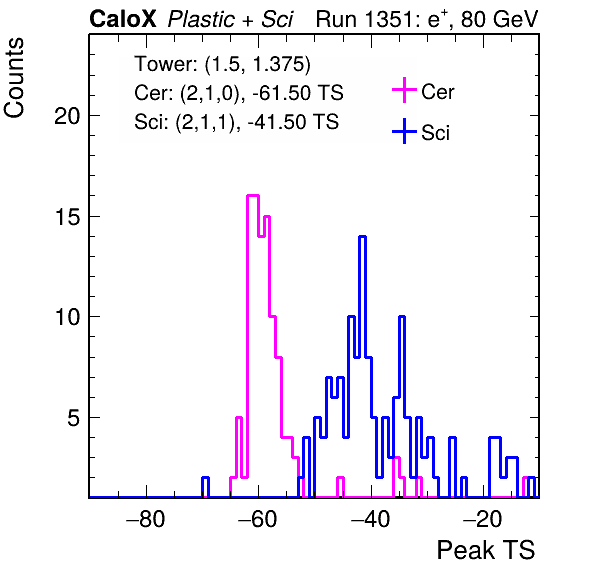 CaloX Plastic + Sci Run 1351: e⁺, 80 GeV
Counts
Tower: (1.5, 1.375)
Cer: (2,1,0), -61.50 TS
Sci: (2,1,1), -41.50 TS
Cer
Sci
20
15
10
5
−80 −60 −40 −20
Peak TS